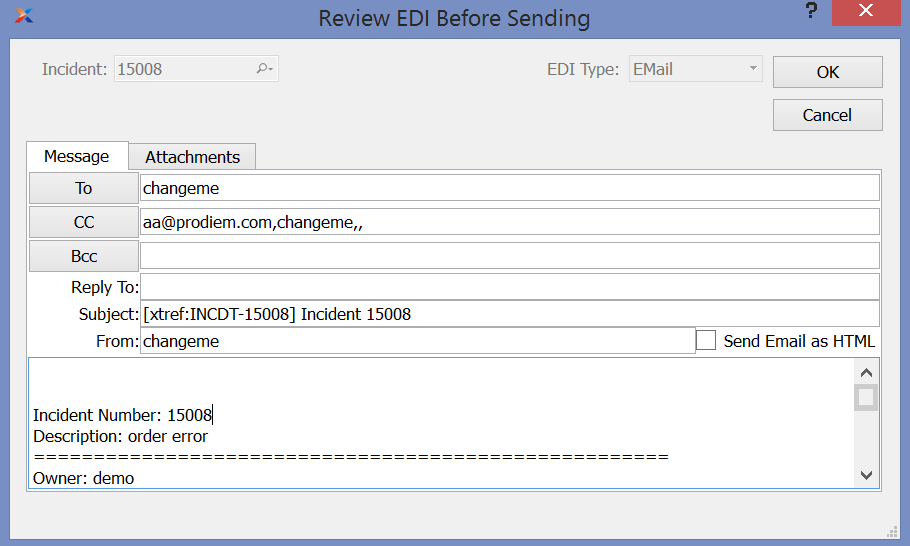 Review EDI Before Sending
?
Incident: 15008
EDI Type: EMail
OK
Cancel
Message
Attachments
To changeme
CC aa@prodiem.com,changeme,,
Bcc
Reply To:
Subject: [xtref:INCDT-15008] Incident 15008
From: changeme
Send Email as HTML
Incident Number: 15008
Description: order error
=====================================================
Owner: demo